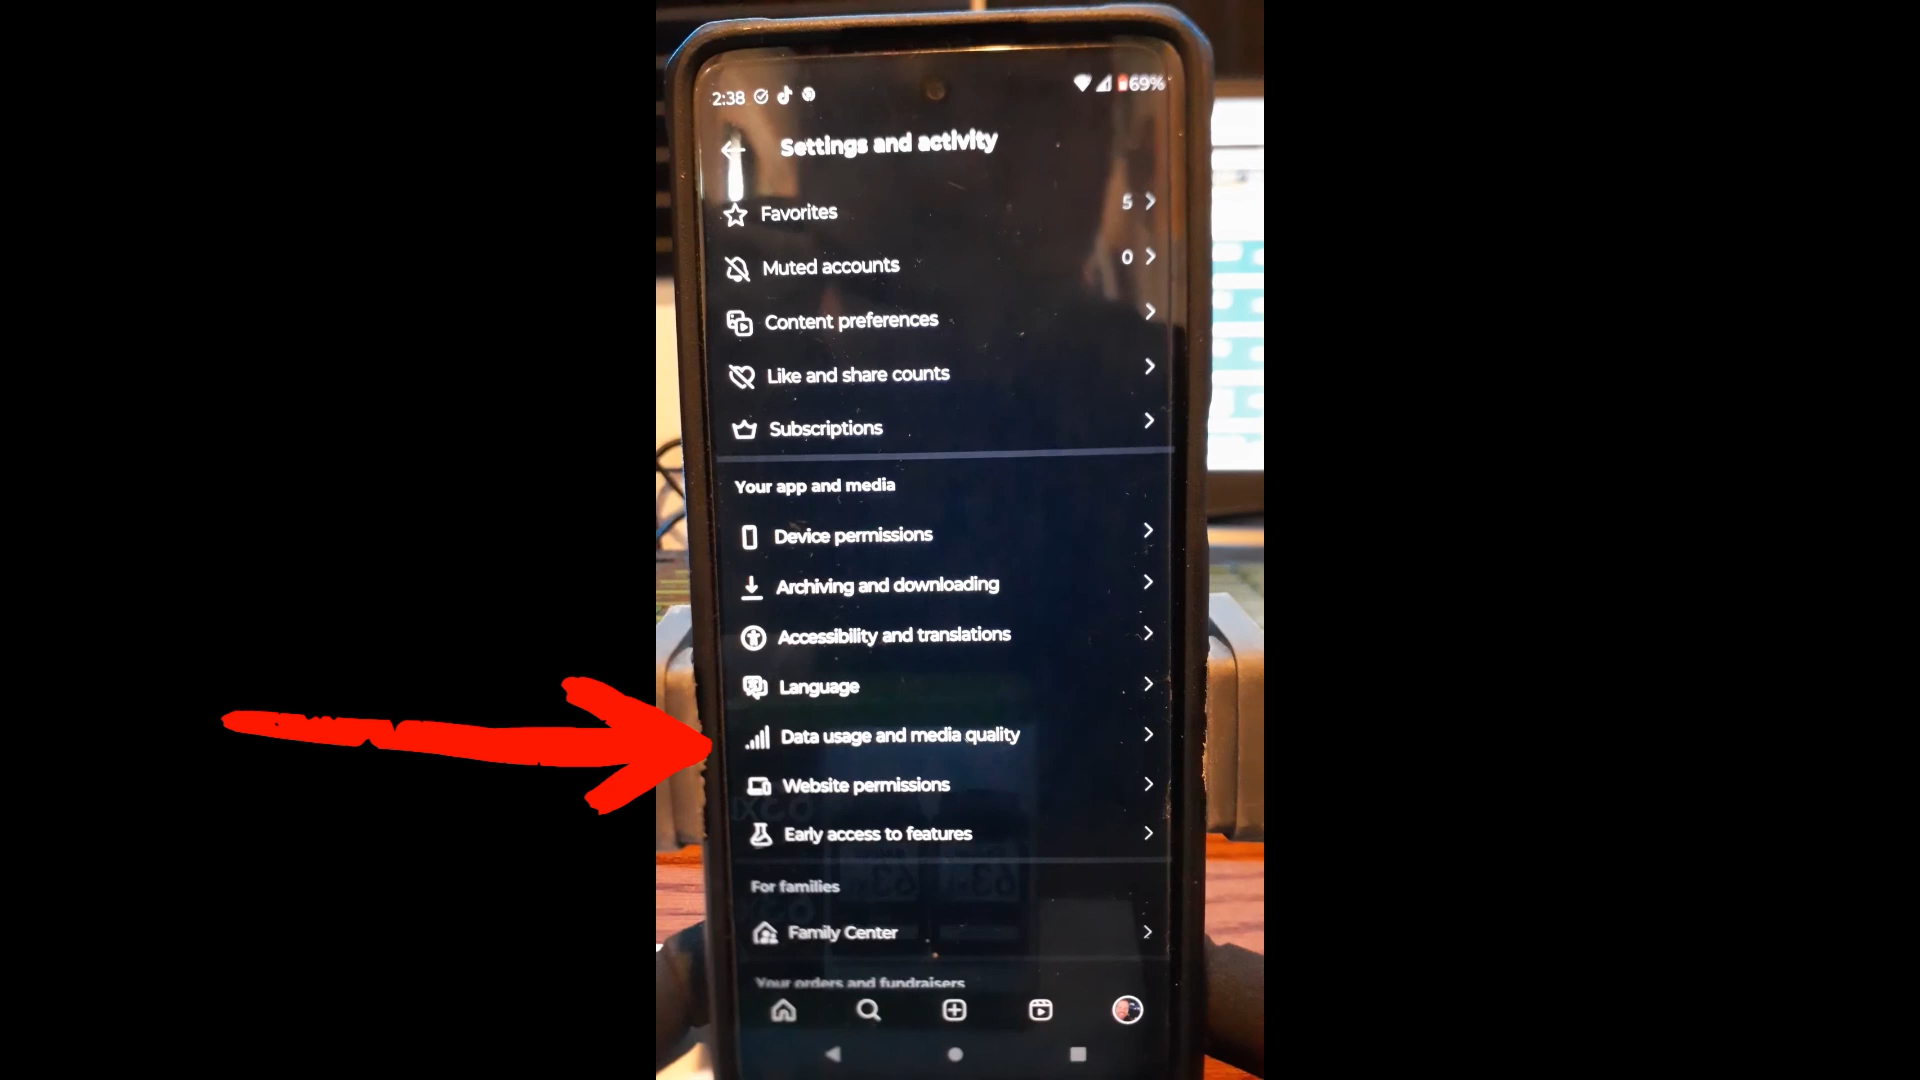 2:38 69%
Settings and activity
Favorites 5
Muted accounts 0
Content preferences
Like and share counts
Subscriptions
Your app and media
Device permissions
Archiving and downloading
Accessibility and translations
Language
Data usage and media quality
Website permissions
Early access to features
For families
Family Center
Your orders and fundraisers